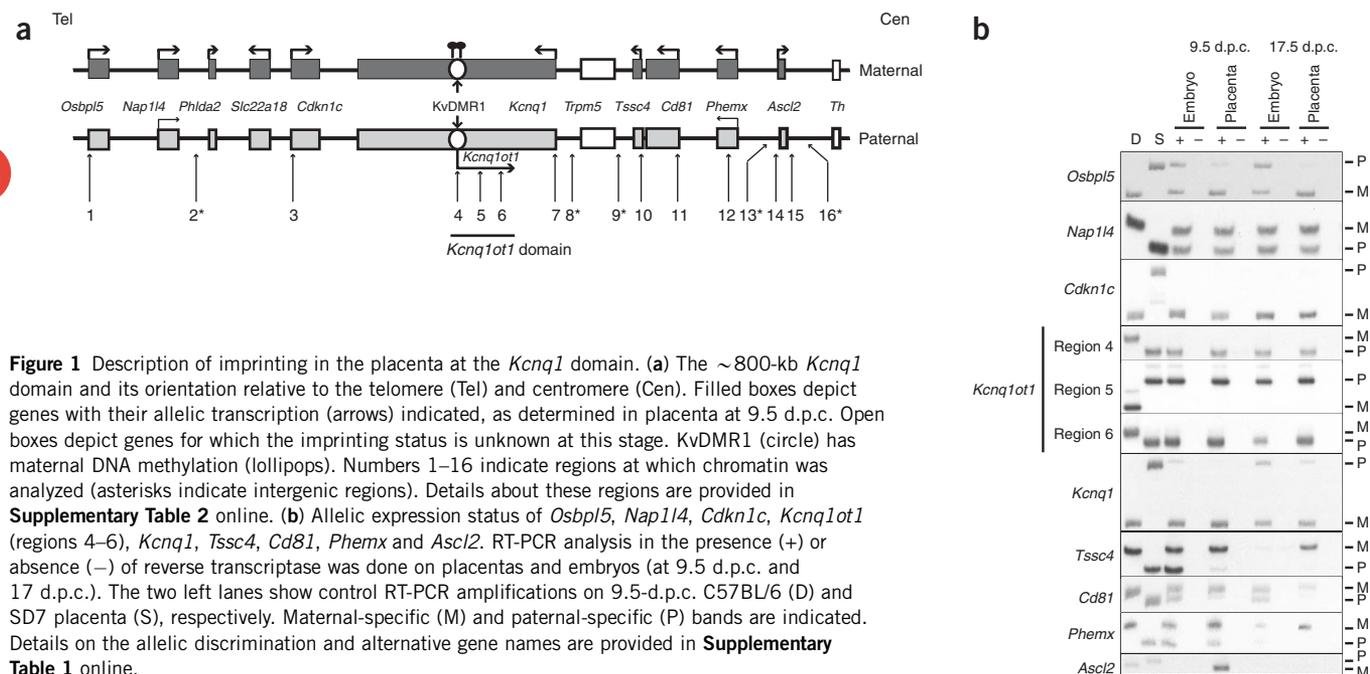 a
Tel
Cen
Maternal
Osbpl5 Nap1l4 Phlda2 Slc22a18 Cdkn1c KvDMR1 Kcnq1 Trpm5 Tssc4 Cd81 Phemx Ascl2 Th
Paternal
Kcnq1ot1
1 2* 3 4 5 6 7 8* 9* 10 11 12 13* 14 15 16*
Kcnq1ot1 domain
Figure 1 Description of imprinting in the placenta at the Kcnq1 domain. (a) The ~800-kb Kcnq1
domain and its orientation relative to the telomere (Tel) and centromere (Cen). Filled boxes depict
genes with their allelic transcription (arrows) indicated, as determined in placenta at 9.5 d.p.c. Open
boxes depict genes for which the imprinting status is unknown at this stage. KvDMR1 (circle) has
maternal DNA methylation (lollipops). Numbers 1–16 indicate regions at which chromatin was
analyzed (asterisks indicate intergenic regions). Details about these regions are provided in
Supplementary Table 2 online. (b) Allelic expression status of Osbpl5, Nap1l4, Cdkn1c, Kcnq1ot1
(regions 4–6), Kcnq1, Tssc4, Cd81, Phemx and Ascl2. RT-PCR analysis in the presence (+) or
absence (−) of reverse transcriptase was done on placentas and embryos (at 9.5 d.p.c. and
17 d.p.c.). The two left lanes show control RT-PCR amplifications on 9.5-d.p.c. C57BL/6 (D) and
SD7 placenta (S), respectively. Maternal-specific (M) and paternal-specific (P) bands are indicated.
Details on the allelic discrimination and alternative gene names are provided in Supplementary
Table 1 online.
b
9.5 d.p.c. 17.5 d.p.c.
Embryo Placenta Embryo Placenta
D S + − + − + − + −
Osbpl5 P
M
Nap1l4 M
P
Cdkn1c P
M
Kcnq1ot1
Region 4 M
P
Region 5 P
M
Region 6 M
P
Kcnq1 P
M
Tssc4 M
P
Cd81 M
P
Phemx M
P
Ascl2 P
M